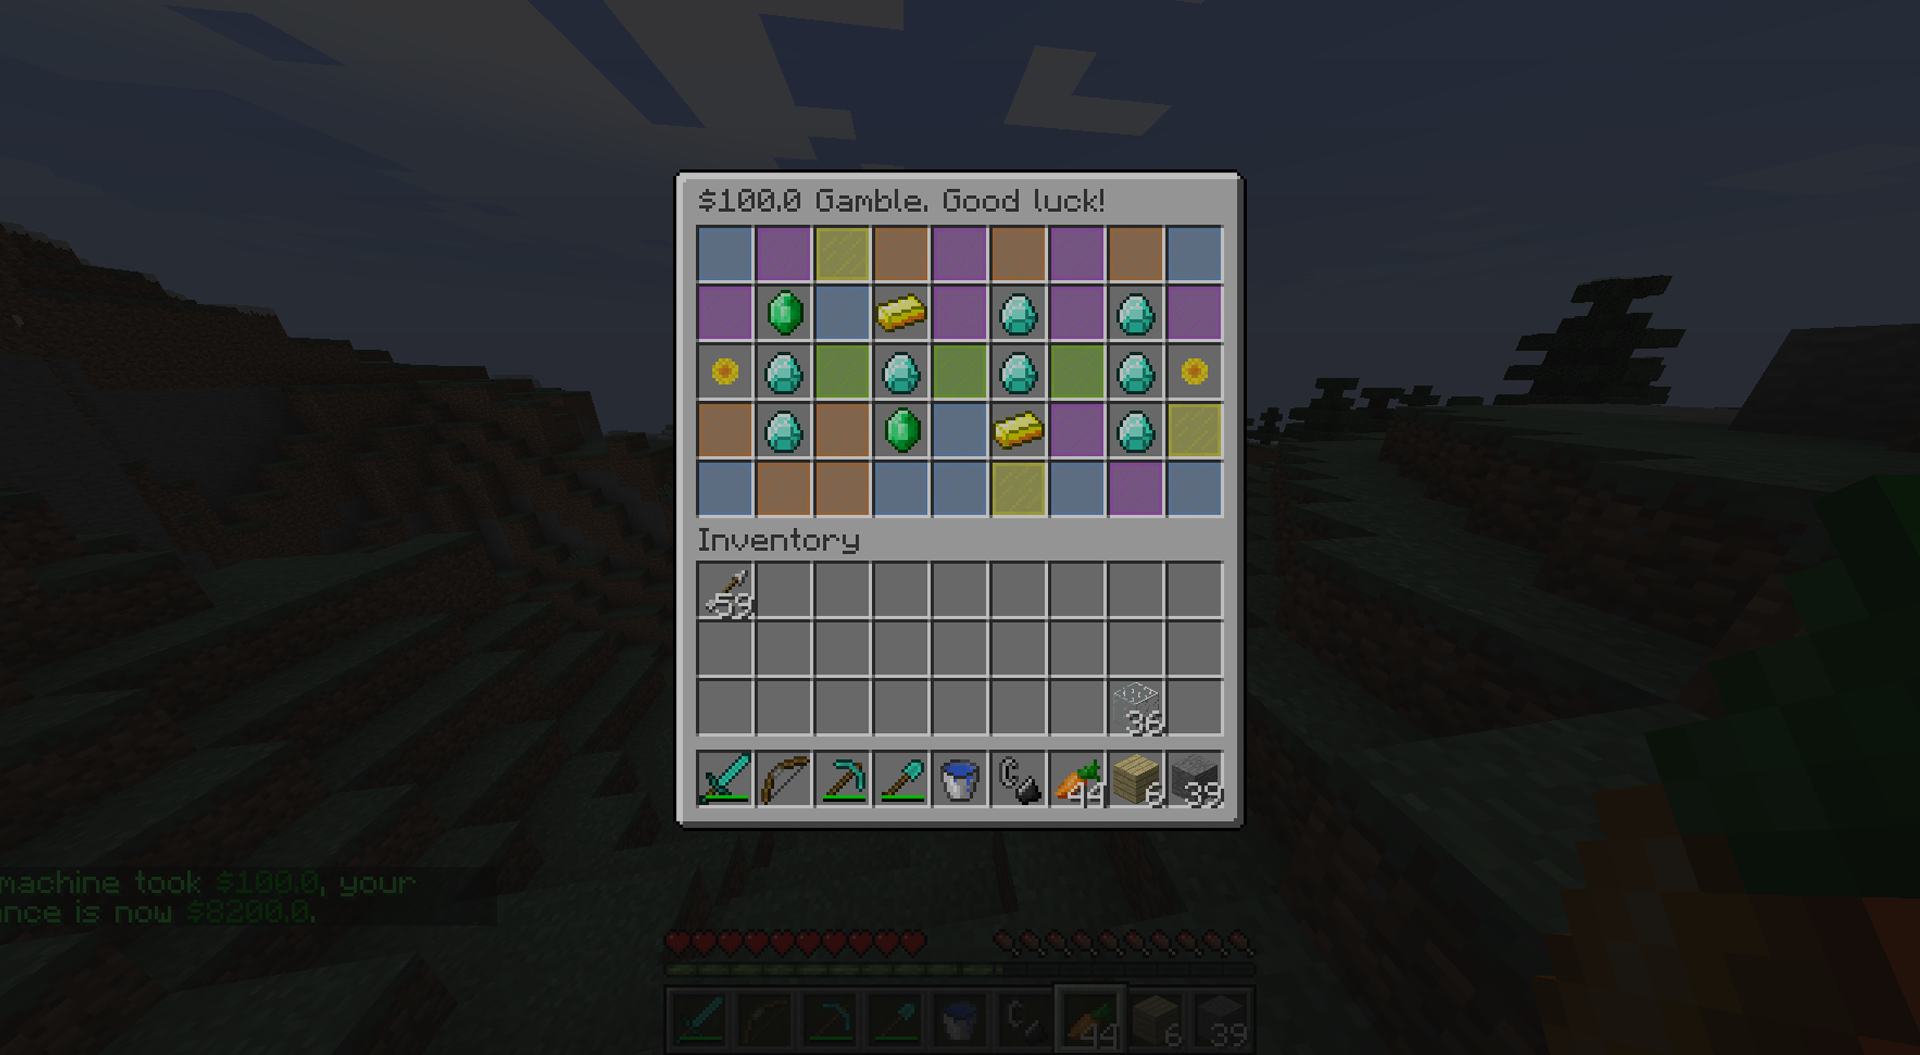 $100.0 Gamble. Good luck!
Inventory
59
36
44 6 39
machine took $100.0, your
nce is now $8200.0.
44 6 39